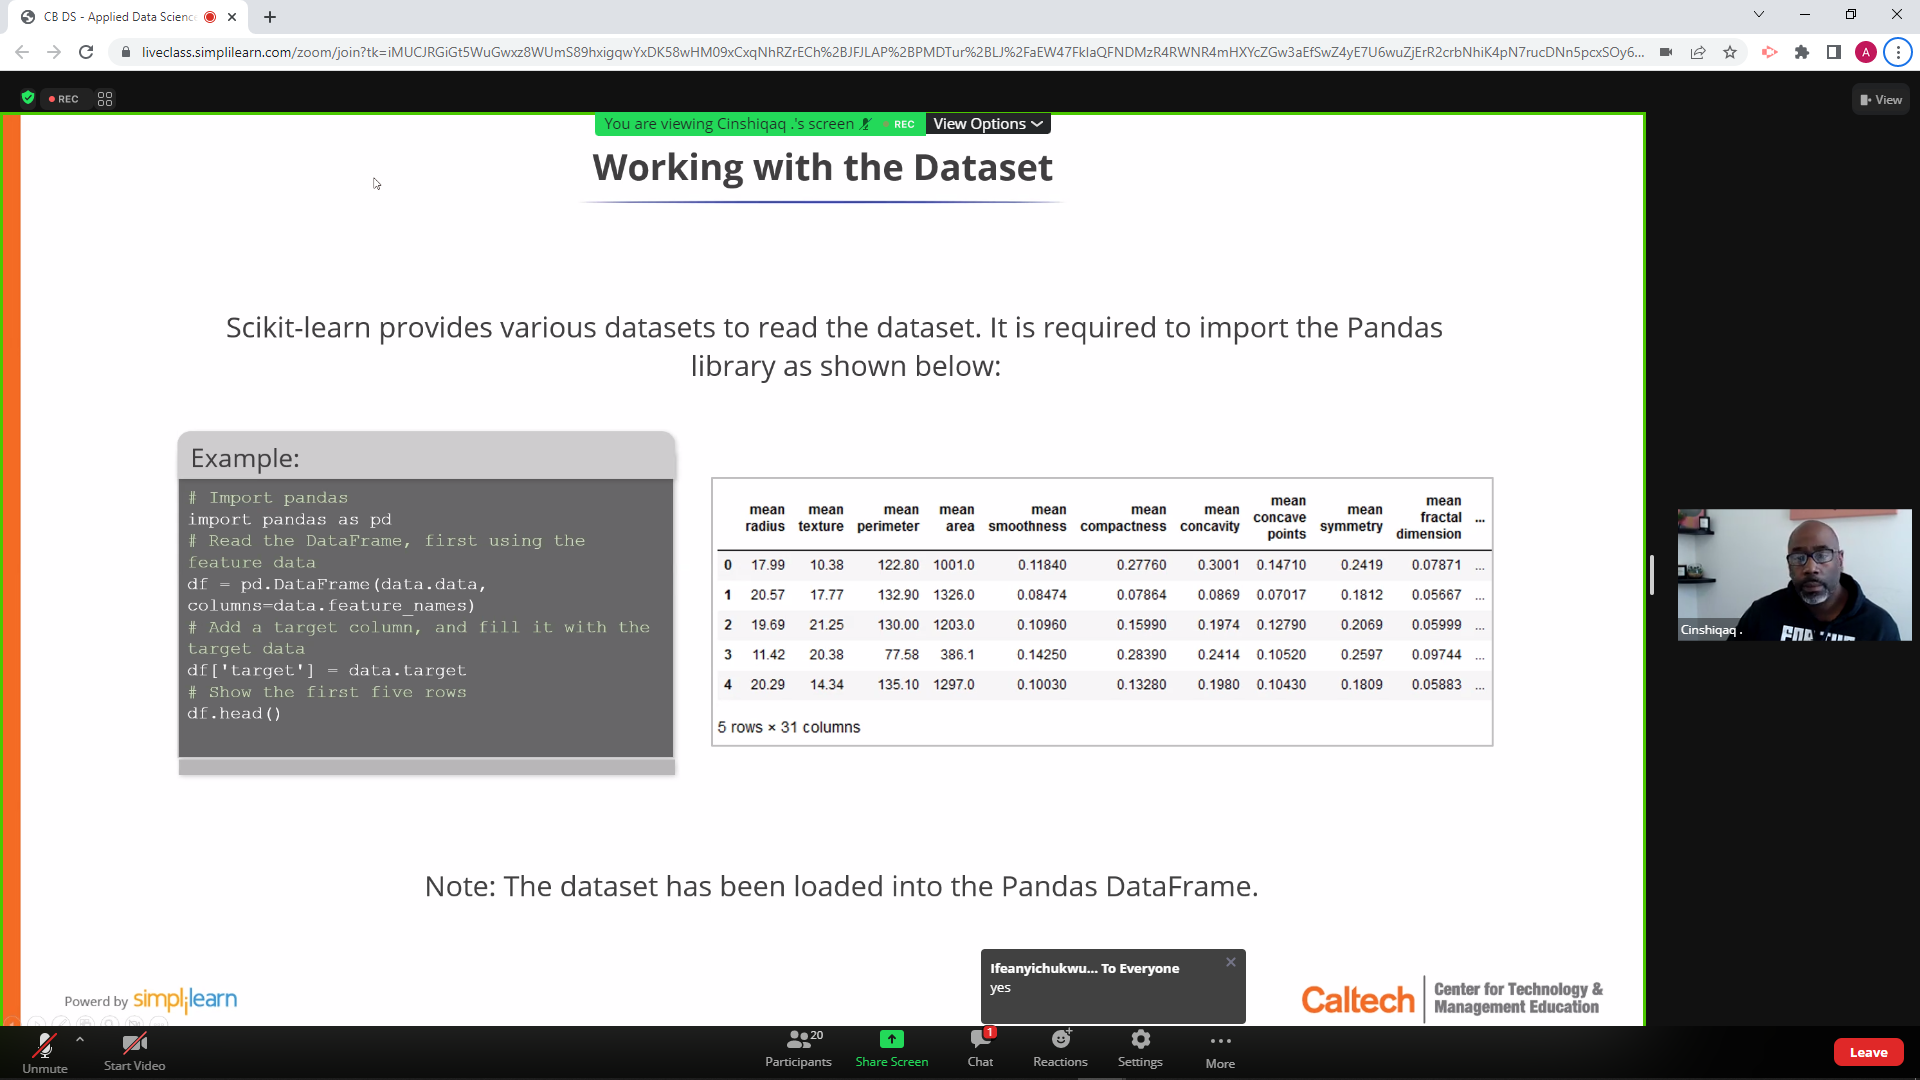 CB DS - Applied Data Scienc
liveclass.simplilearn.com/zoom/join?tk=iMUCJRGiGt5WuGwxz8WUmS89hxigqwYxDK58wHM09xCxqNhRZrECh%2BJFJLAP%2BPMDTur%2BLJ%2FaEW47FklaQFNDMzR4RWNR4mHXYcZGw3aEfSwZ4yE7U6wuZjErR2crbNhiK4pN7rucDNn5pcxSOy6...
A
REC
View
You are viewing Cinshiqaq .'s screen
REC
View Options
Working with the Dataset
Scikit-learn provides various datasets to read the dataset. It is required to import the Pandas
library as shown below:
Example:
# Import pandas
import pandas as pd
# Read the DataFrame, first using the
feature data
df = pd.DataFrame(data.data,
columns=data.feature_names)
# Add a target column, and fill it with the
target data
df['target'] = data.target
# Show the first five rows
df.head()
mean radius mean texture mean perimeter mean area mean smoothness mean compactness mean concavity mean concave points mean symmetry mean fractal dimension ...
0 17.99 10.38 122.80 1001.0 0.11840 0.27760 0.3001 0.14710 0.2419 0.07871 ...
1 20.57 17.77 132.90 1326.0 0.08474 0.07864 0.0869 0.07017 0.1812 0.05667 ...
2 19.69 21.25 130.00 1203.0 0.10960 0.15990 0.1974 0.12790 0.2069 0.05999 ...
3 11.42 20.38 77.58 386.1 0.14250 0.28390 0.2414 0.10520 0.2597 0.09744 ...
4 20.29 14.34 135.10 1297.0 0.10030 0.13280 0.1980 0.10430 0.1809 0.05883 ...
5 rows × 31 columns
Cinshiqaq .
Note: The dataset has been loaded into the Pandas DataFrame.
Ifeanyichukwu... To Everyone
yes
Powerd by simplilearn
Caltech
Center for Technology &
Management Education
Unmute
Start Video
20
Participants
Share Screen
1
Chat
Reactions
Settings
More
Leave